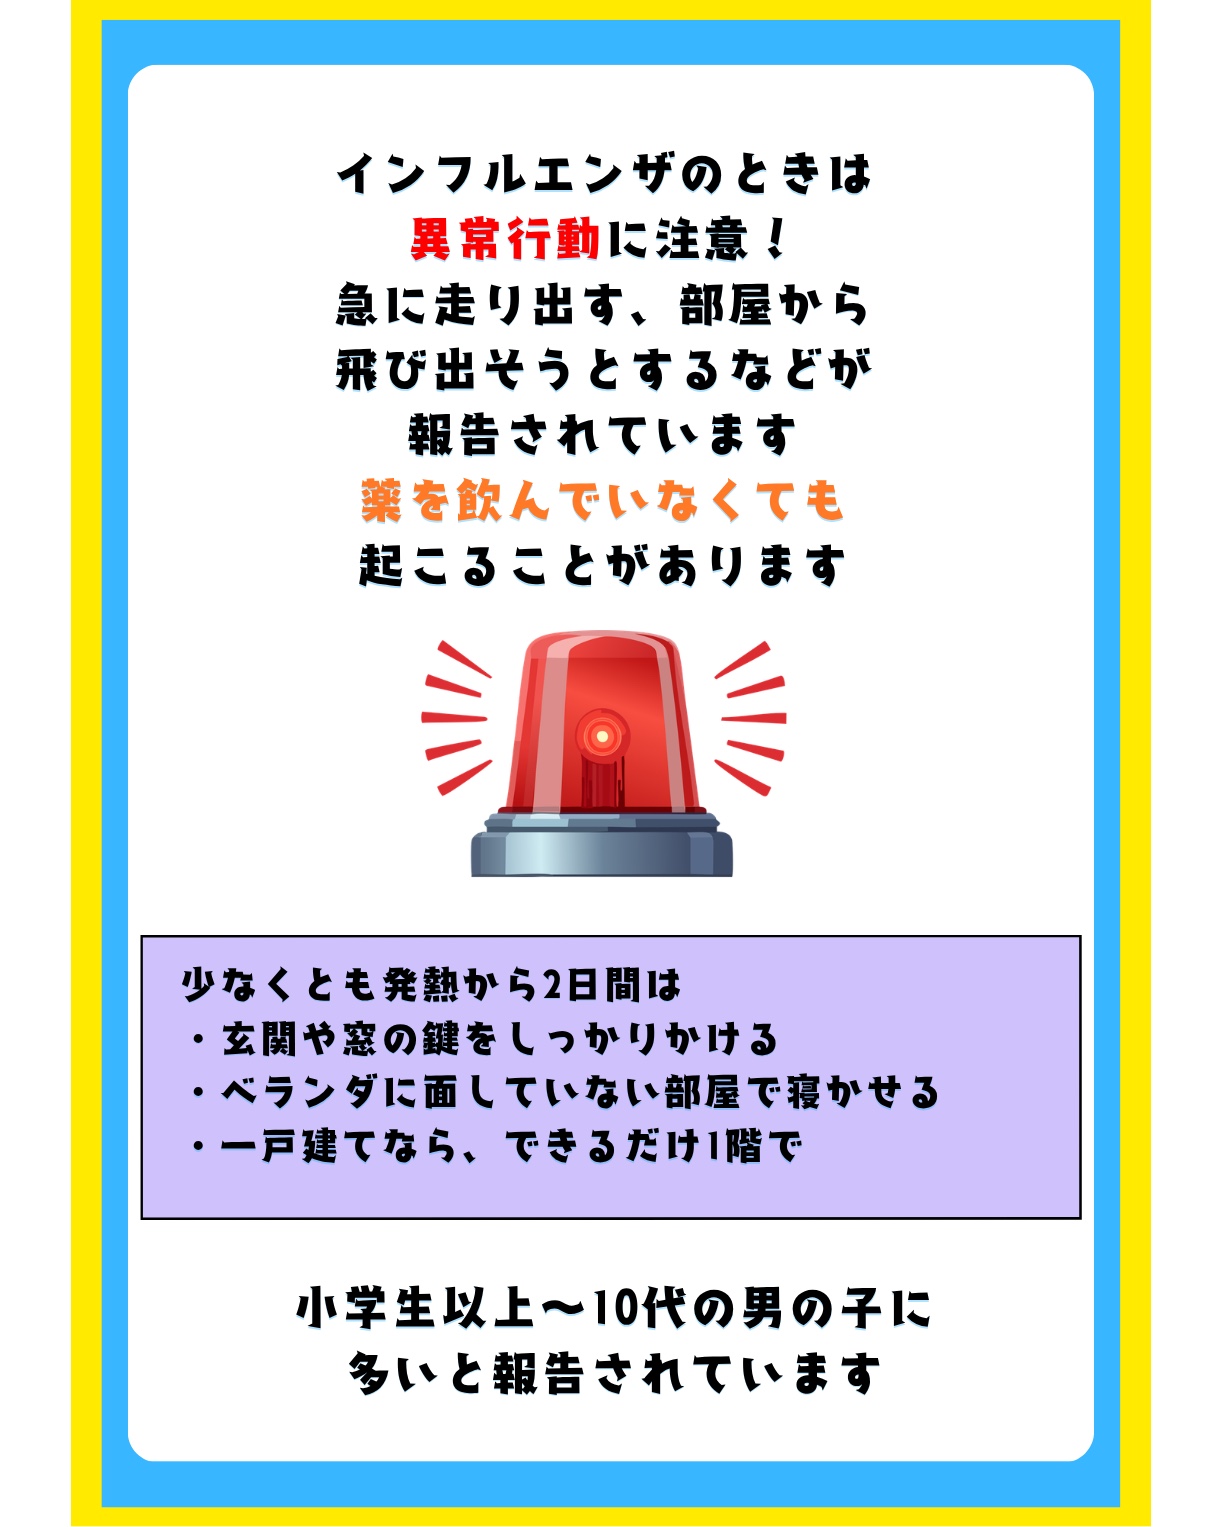 インフルエンザのときは
異常行動に注意！
急に走り出す、部屋から
飛び出そうとするなどが
報告されています
薬を飲んでいなくても
起こることがあります
少なくとも発熱から2日間は
・玄関や窓の鍵をしっかりかける
・ベランダに面していない部屋で寝かせる
・一戸建てなら、できるだけ1階で
小学生以上～10代の男の子に
多いと報告されています